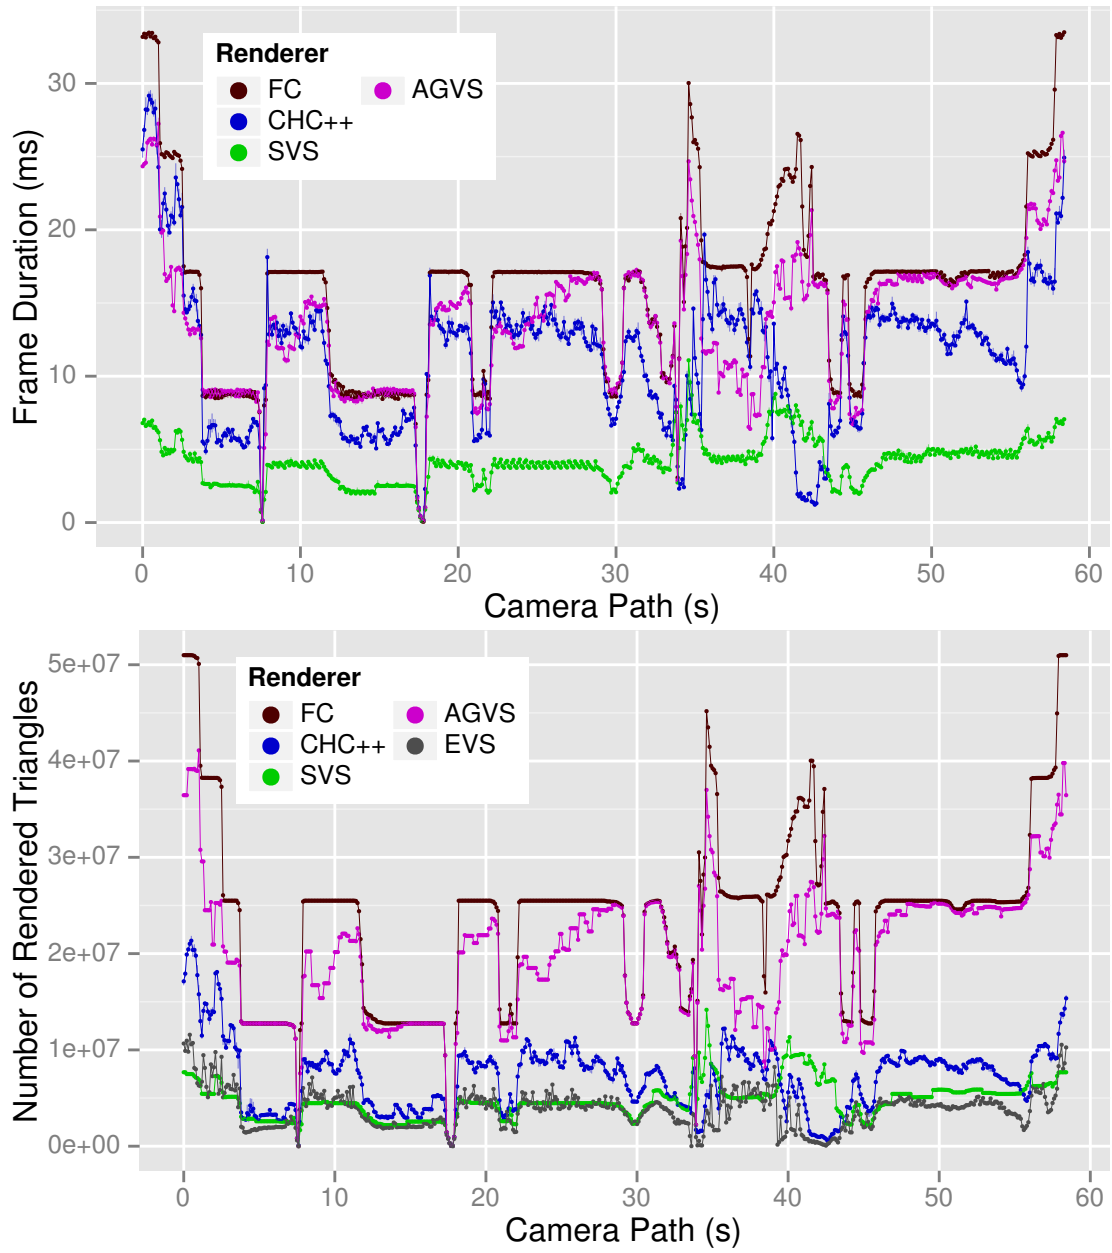 Renderer
FC
AGVS
CHC++
SVS
Frame Duration (ms)
30
20
10
0
0
10
20
30
40
50
60
Camera Path (s)
Renderer
FC
AGVS
CHC++
EVS
SVS
Number of Rendered Triangles
5e+07
4e+07
3e+07
2e+07
1e+07
0e+00
0
10
20
30
40
50
60
Camera Path (s)